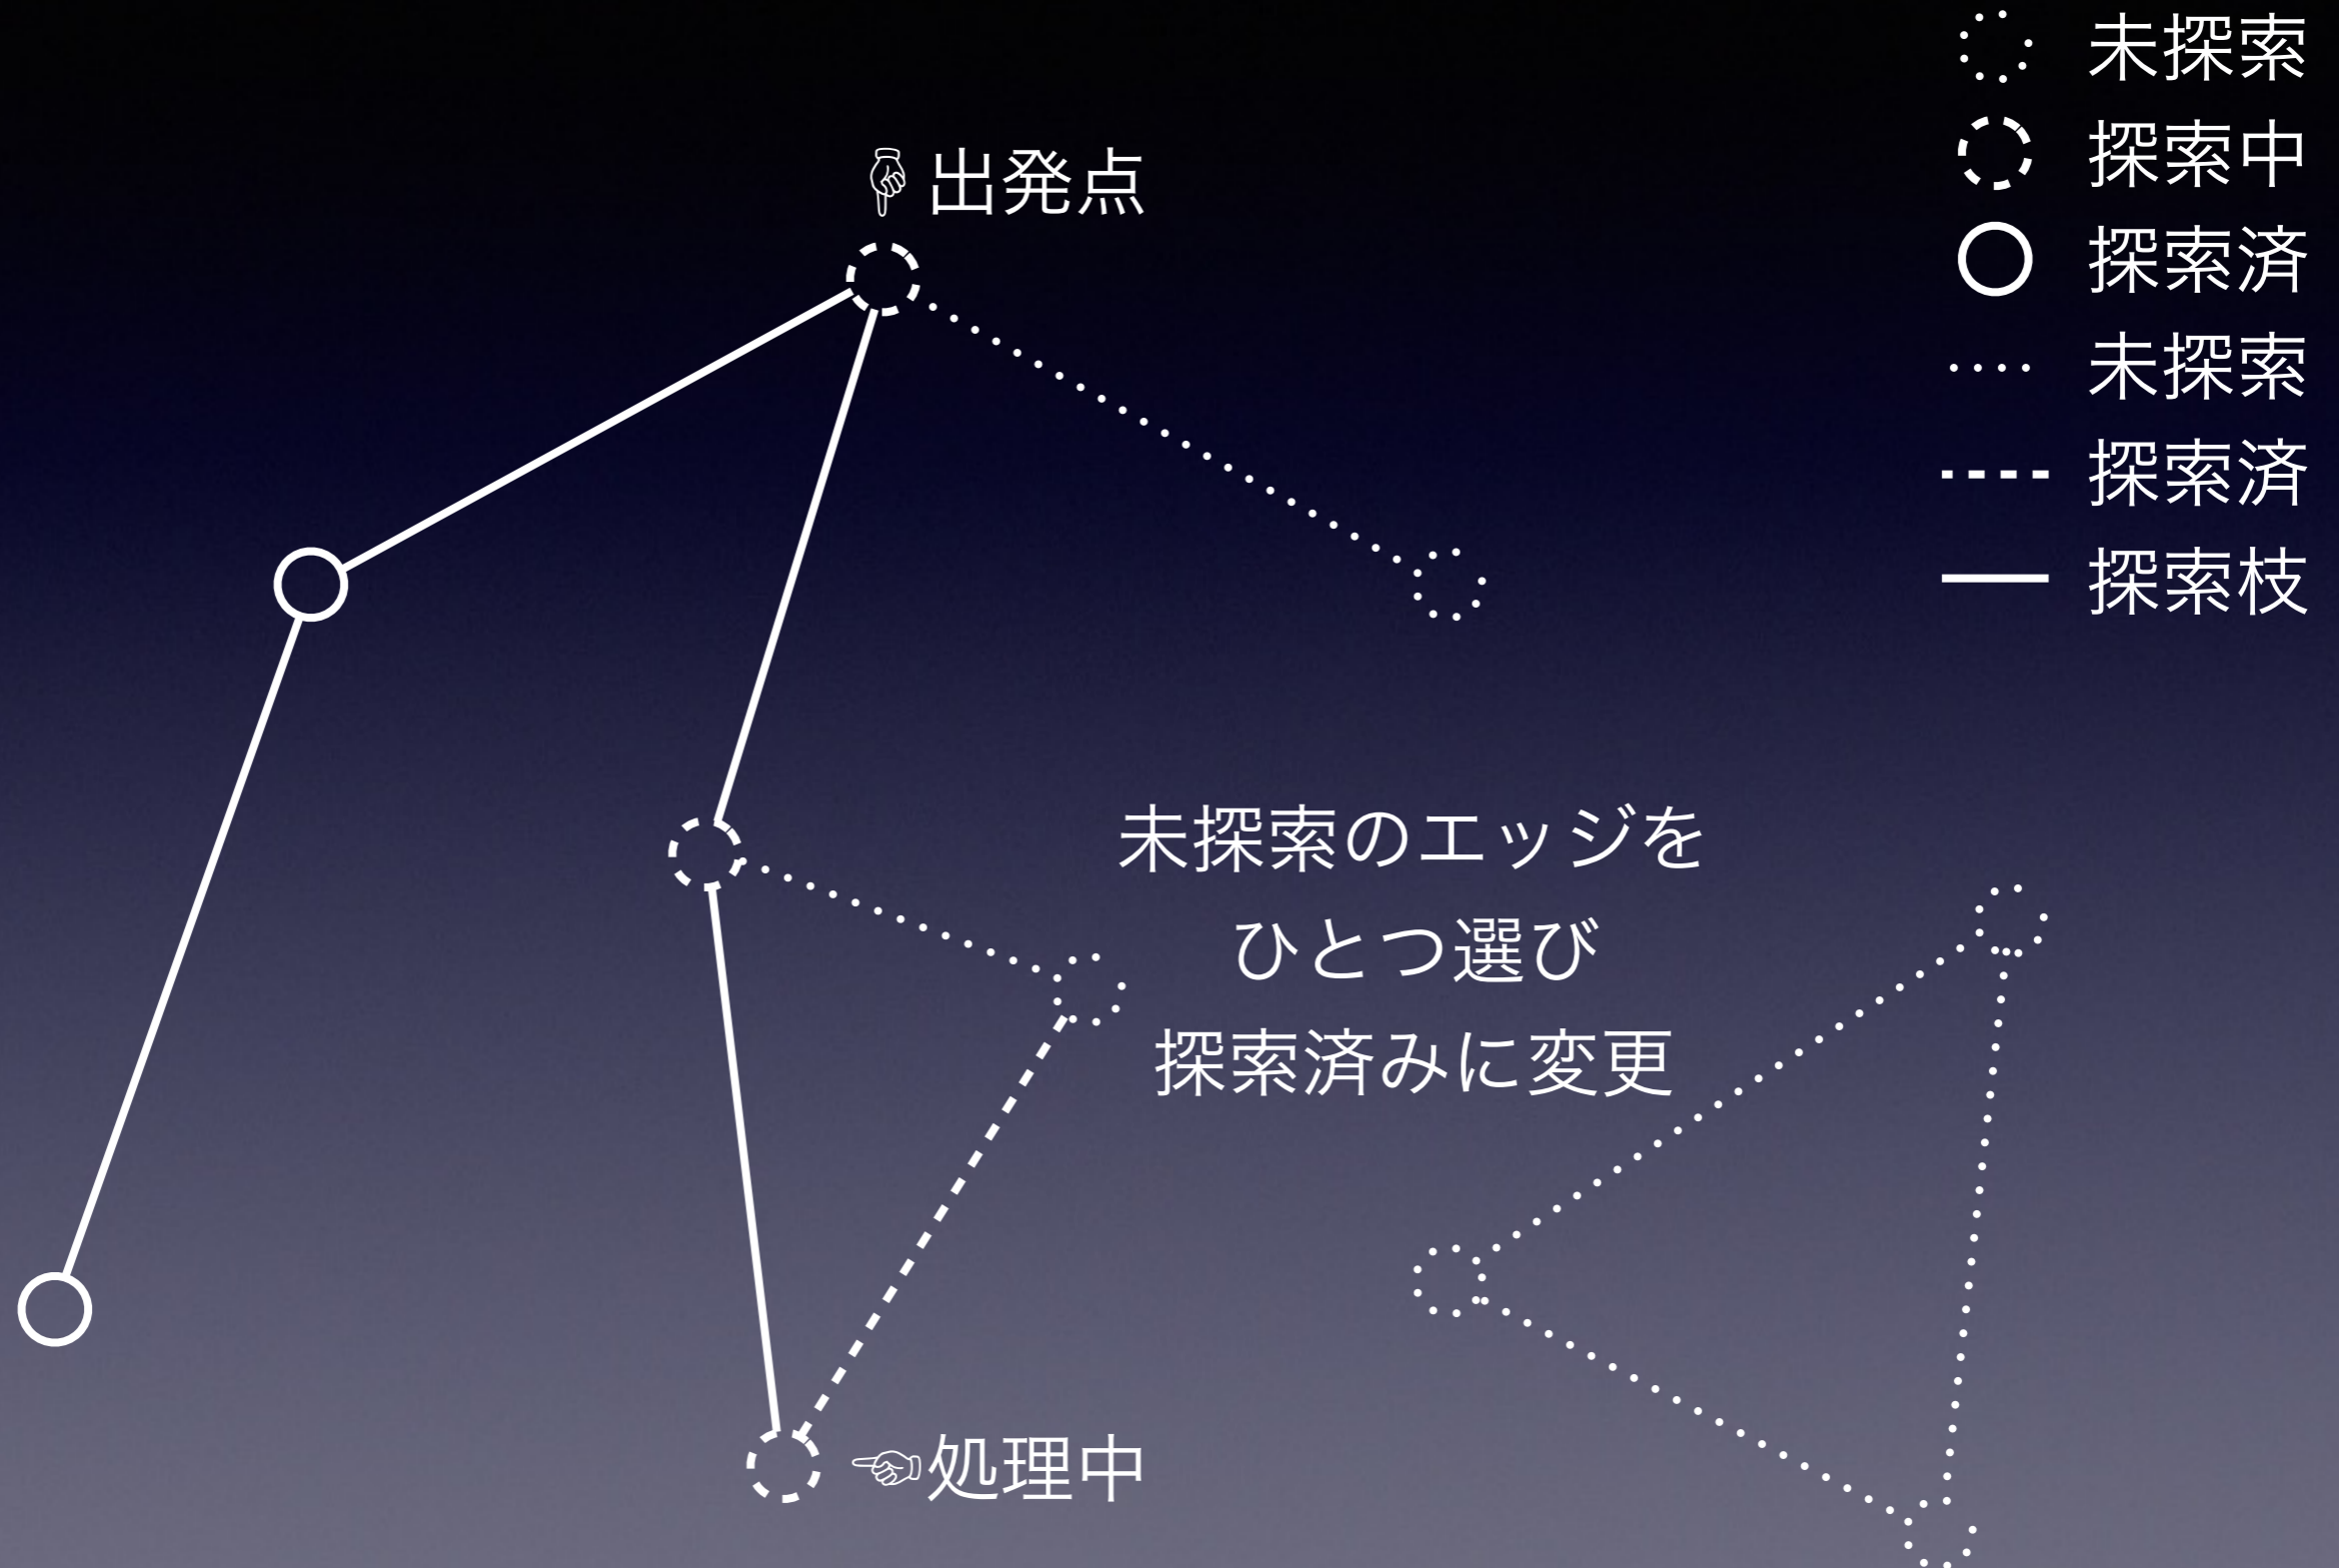 未探索
探索中
探索済
未探索
探索済
探索枝
☟出発点
未探索のエッジを
ひとつ選び
探索済みに変更
☜処理中